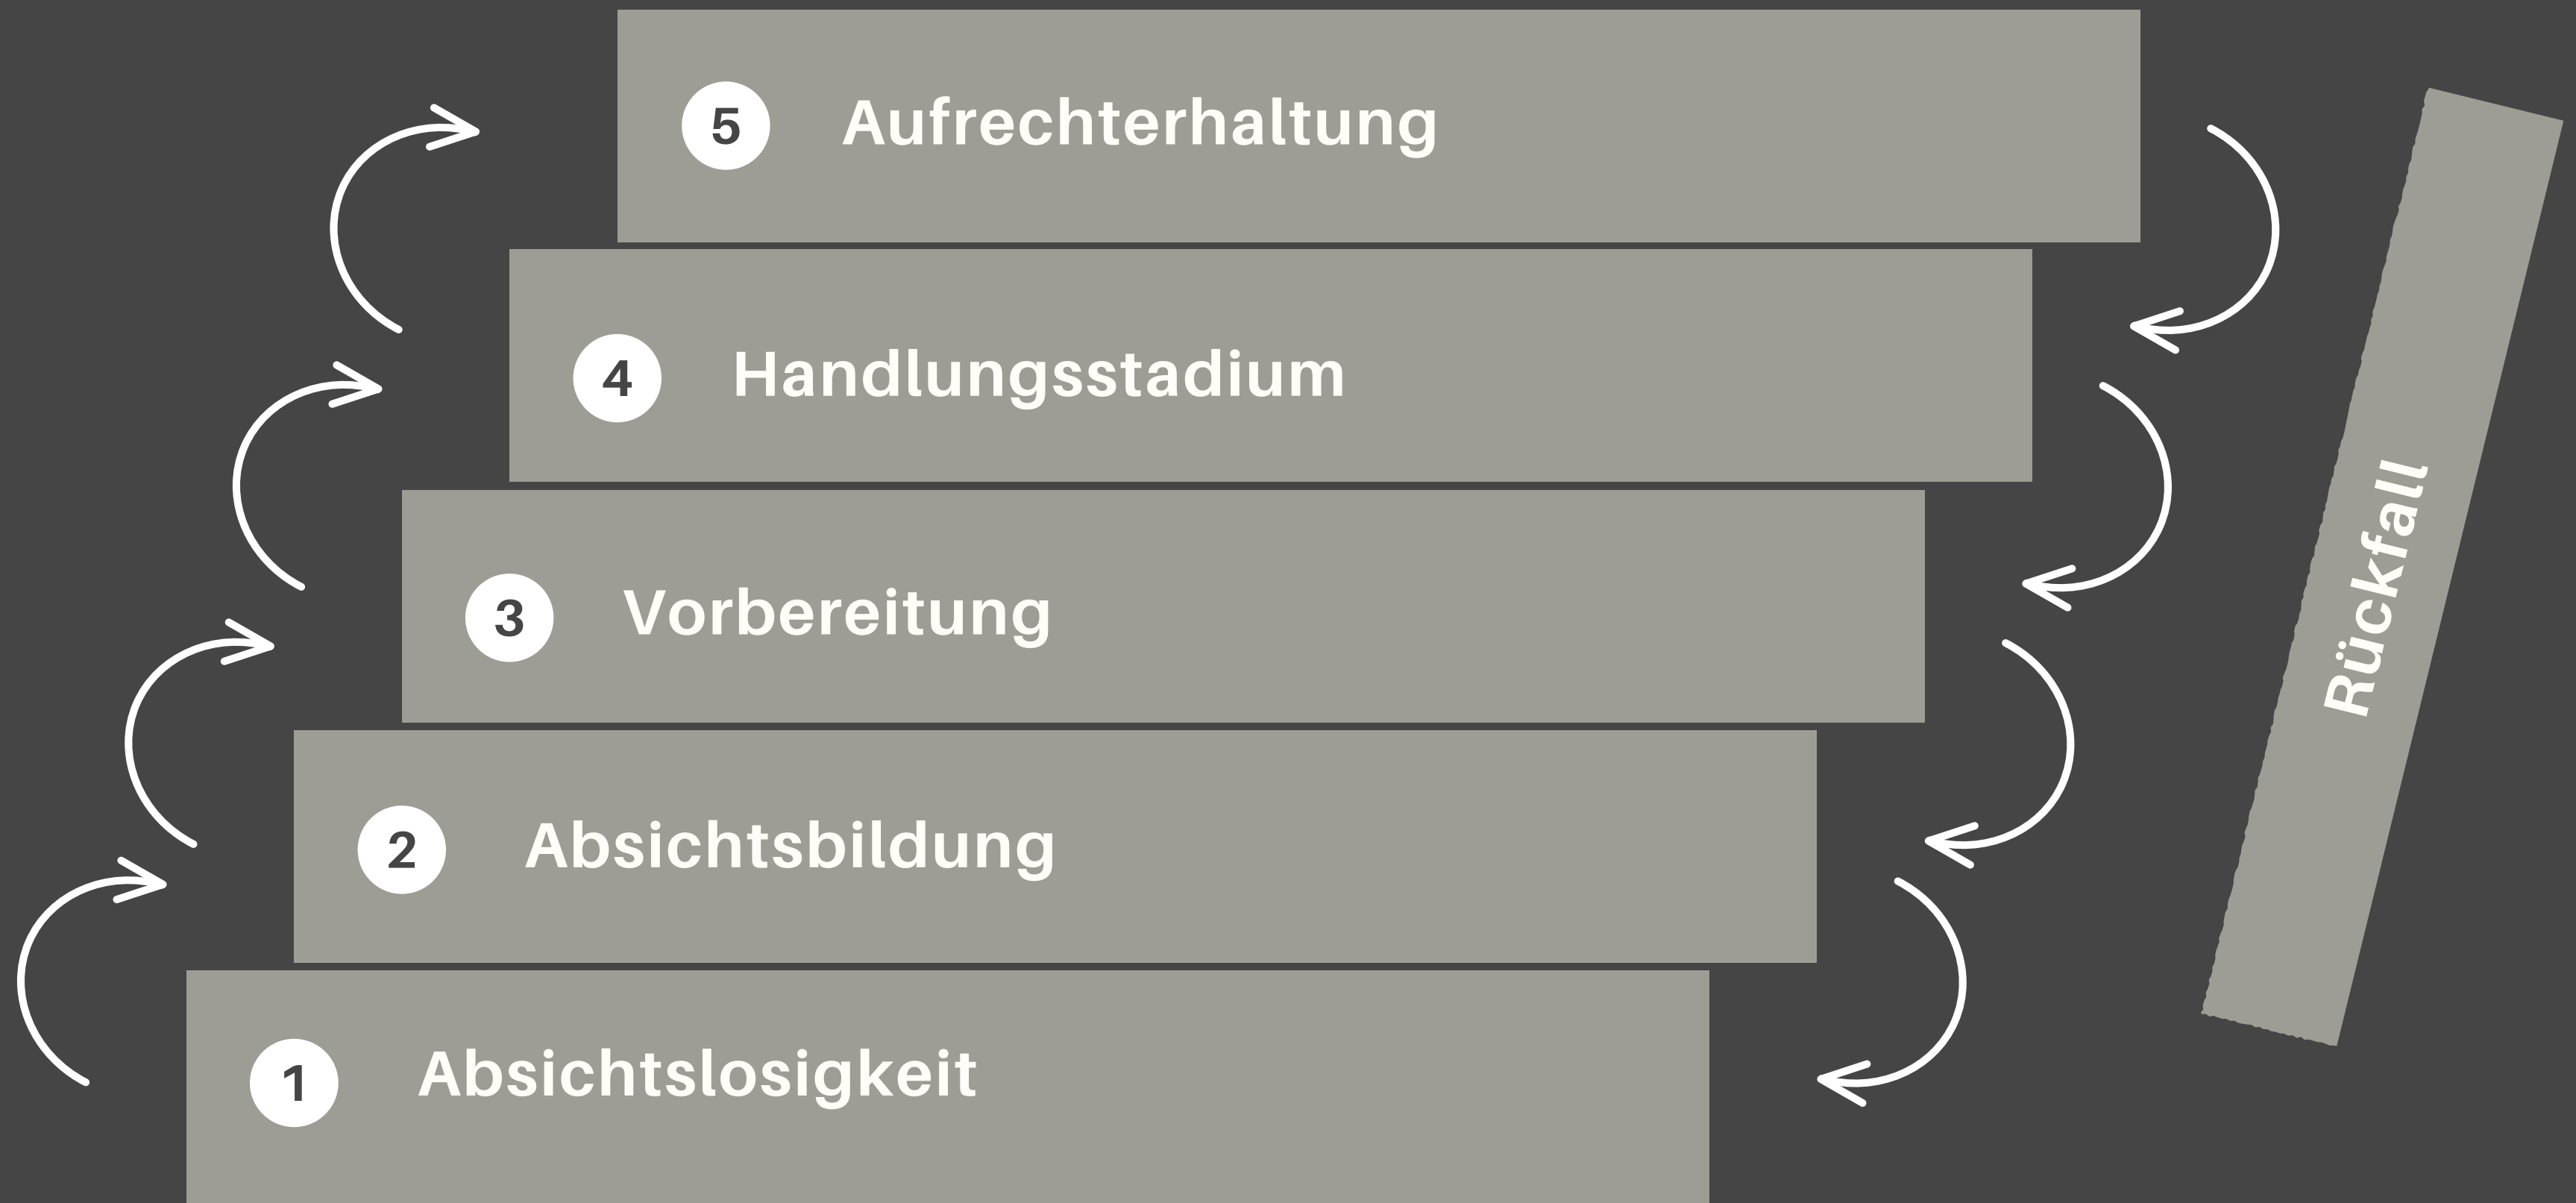 5 Aufrechterhaltung
4 Handlungsstadium
3 Vorbereitung
2 Absichtsbildung
1 Absichtslosigkeit
Rückfall